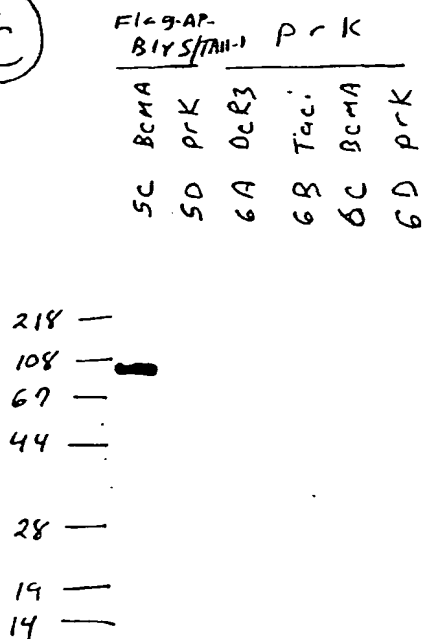 Flag-AP-
BlyS/TAll-1
PrK
5C BCMA
5D PrK
6A DcR3
6B Taci
6C BCMA
6D PrK
218
108
67
44
28
19
14